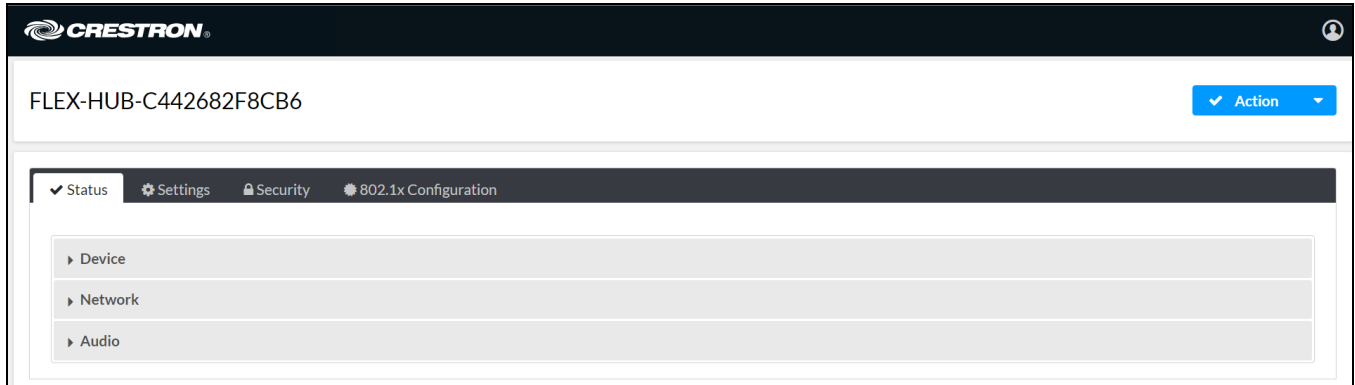 CRESTRON®
FLEX-HUB-C442682F8CB6
Action
Status Settings Security 802.1x Configuration
Device
Network
Audio